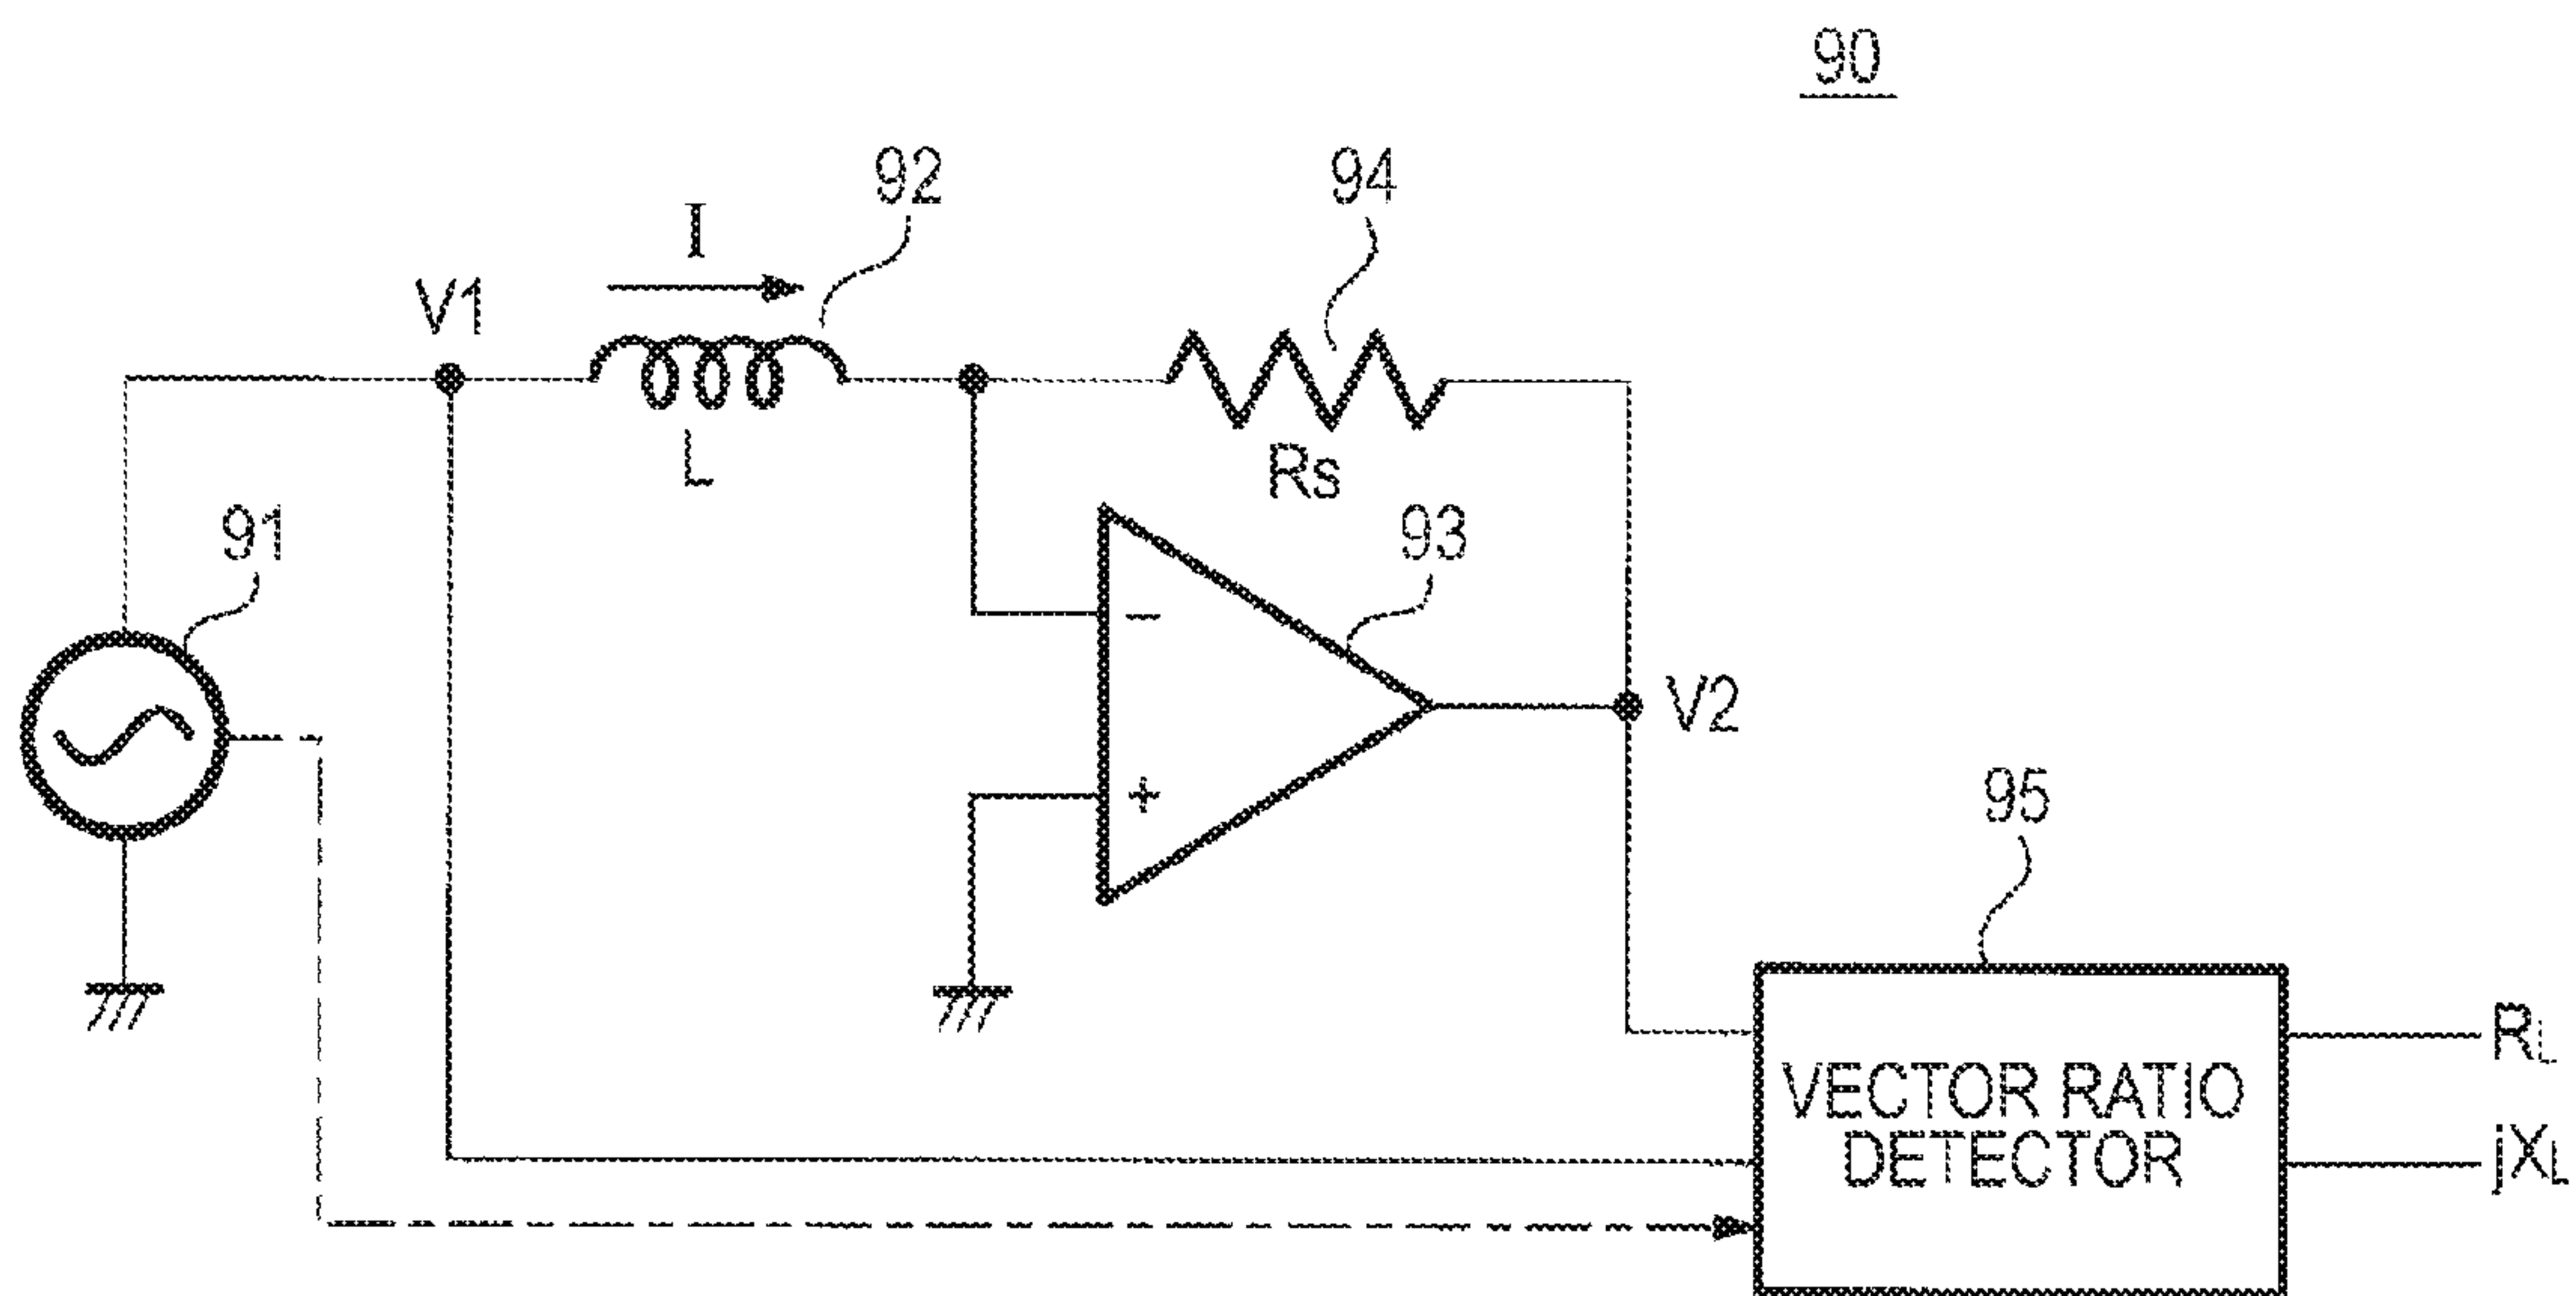 90
92
94
I
V1
L
Rs
91
93
−
V2
+
95
VECTOR RATIO
DETECTOR
RL
jXL